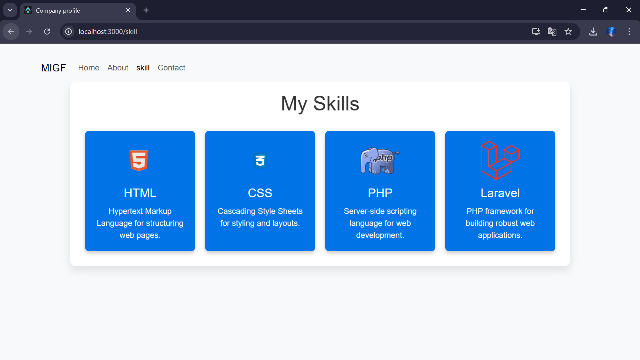 Company profile
localhost:3000/skill
MIGF Home About skill Contact
My Skills
HTML
Hypertext Markup
Language for structuring
web pages.
CSS
Cascading Style Sheets
for styling and layouts.
php
PHP
Server-side scripting
language for web
development.
Laravel
PHP framework for
building robust web
applications.